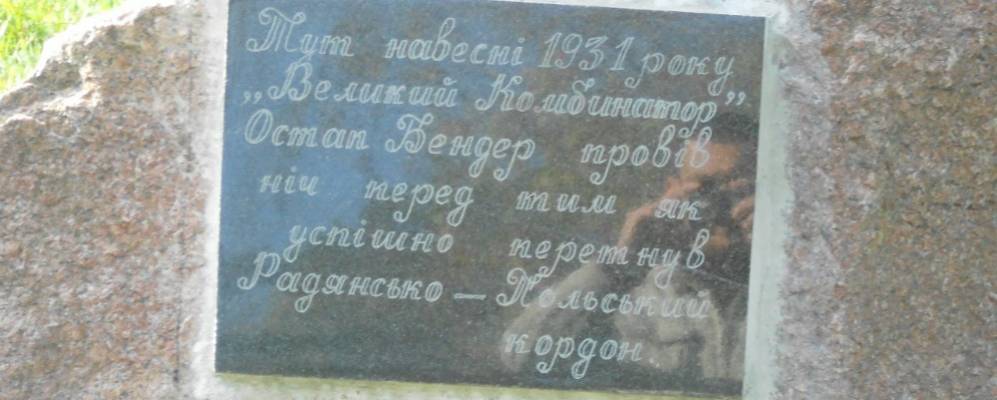 Тут навесні 1931 року
„Великий Комбинатор”
Остап Бендер провів
ніч перед тим як
успішно перетнув
Радянсько – Польський
кордон